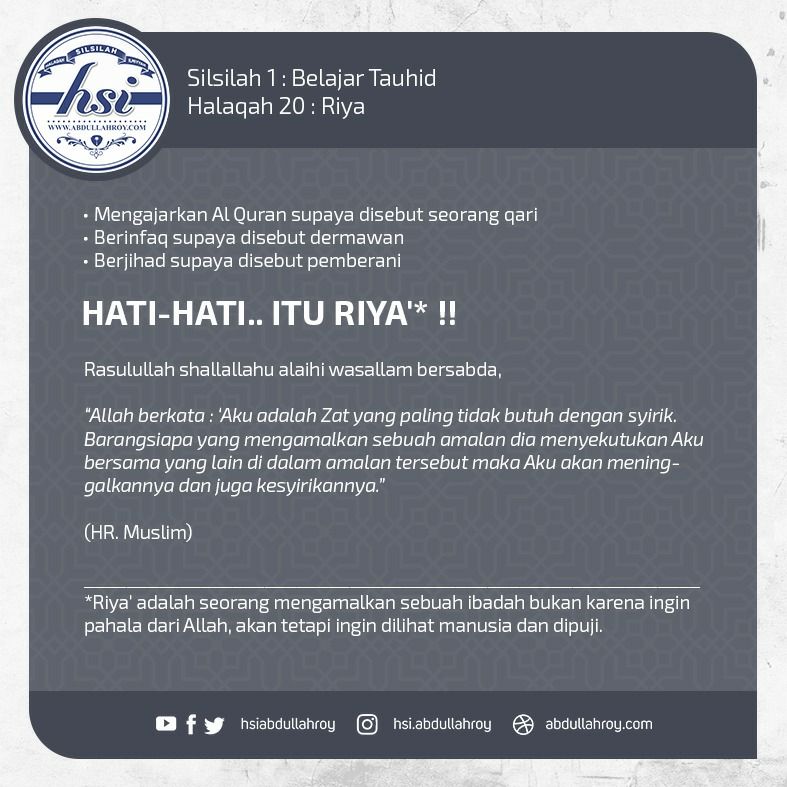 SILSILAH
HALAQAH
ILMIYAH
hsi
WWW.ABDULLAHROY.COM
Silsilah 1 : Belajar Tauhid
Halaqah 20 : Riya
• Mengajarkan Al Quran supaya disebut seorang qari
• Berinfaq supaya disebut dermawan
• Berjihad supaya disebut pemberani
HATI-HATI.. ITU RIYA'* !!
Rasulullah shallallahu alaihi wasallam bersabda,
“Allah berkata : ‘Aku adalah Zat yang paling tidak butuh dengan syirik.
Barangsiapa yang mengamalkan sebuah amalan dia menyekutukan Aku
bersama yang lain di dalam amalan tersebut maka Aku akan mening-
galkannya dan juga kesyirikannya.”
(HR. Muslim)
*Riya' adalah seorang mengamalkan sebuah ibadah bukan karena ingin
pahala dari Allah, akan tetapi ingin dilihat manusia dan dipuji.
hsiabdullahroy hsi.abdullahroy abdullahroy.com